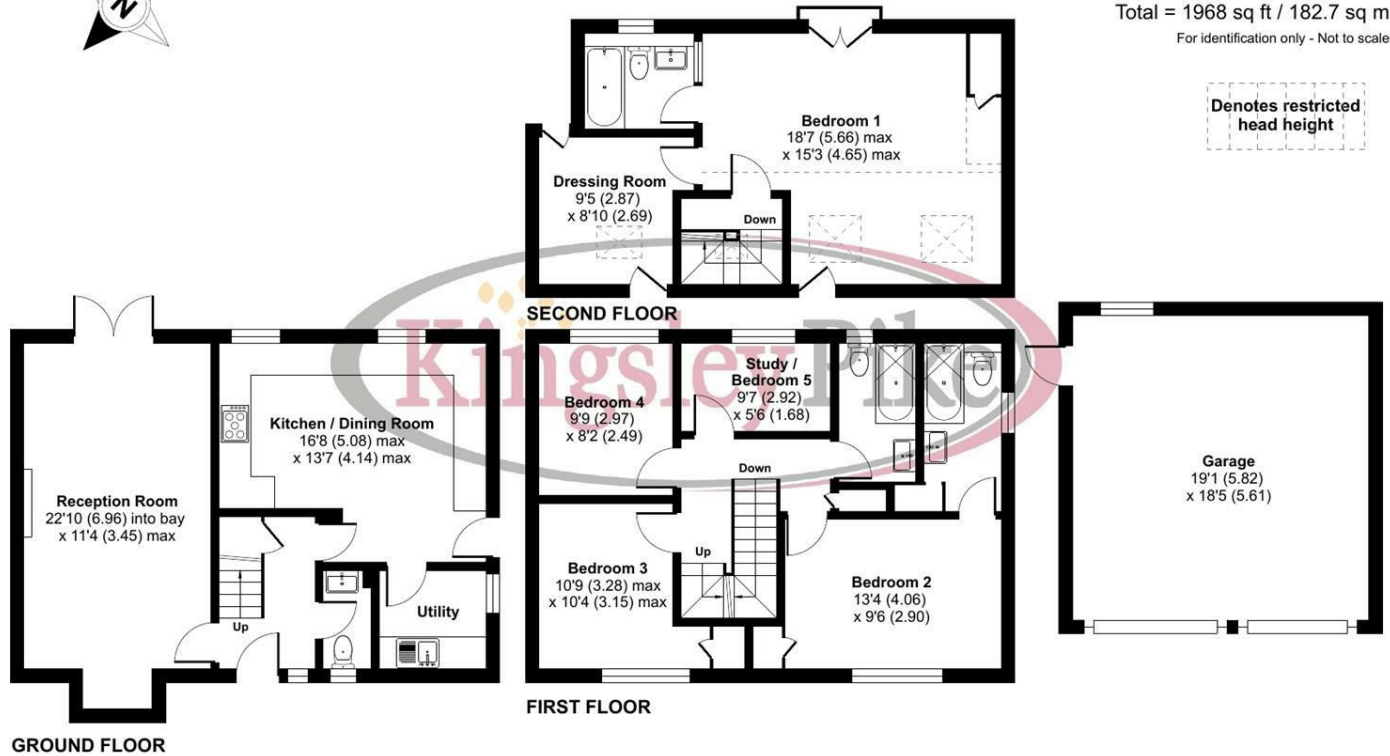 N
Total = 1968 sq ft / 182.7 sq m
For identification only - Not to scale
Denotes restricted
head height
Bedroom 1
18'7 (5.66) max
x 15'3 (4.65) max
Dressing Room
9'5 (2.87)
x 8'10 (2.69)
Down
SECOND FLOOR
Kingsley Pike
Reception Room
22'10 (6.96) into bay
x 11'4 (3.45) max
Kitchen / Dining Room
16'8 (5.08) max
x 13'7 (4.14) max
Up
Utility
GROUND FLOOR
Bedroom 4
9'9 (2.97)
x 8'2 (2.49)
Study /
Bedroom 5
9'7 (2.92)
x 5'6 (1.68)
Down
Up
Bedroom 3
10'9 (3.28) max
x 10'4 (3.15) max
Bedroom 2
13'4 (4.06)
x 9'6 (2.90)
FIRST FLOOR
Garage
19'1 (5.82)
x 18'5 (5.61)